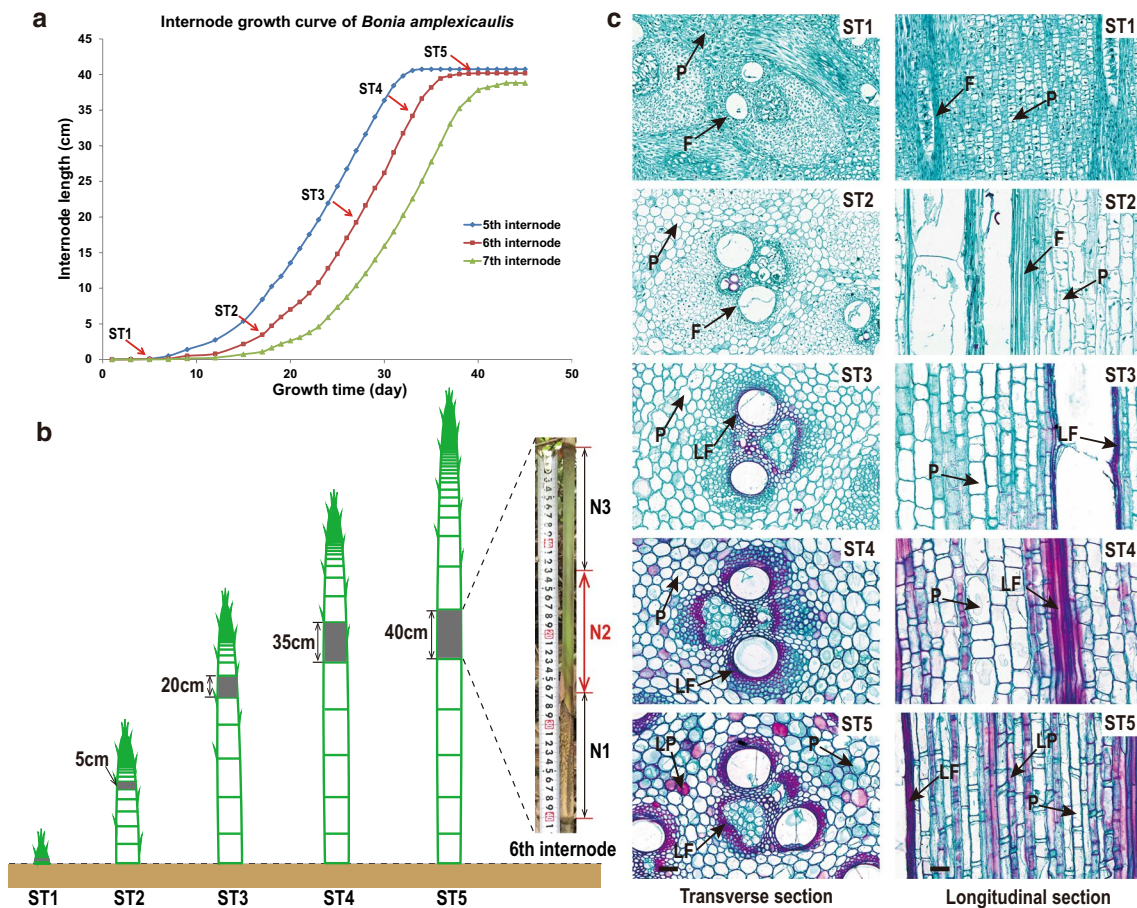 a
Internode growth curve of Bonia amplexicaulis
Internode length (cm)
45
40
35
30
25
20
15
10
5
0
ST1
ST2
ST3
ST4
ST5
5th internode
6th internode
7th internode
0 10 20 30 40 50
Growth time (day)
b
5cm
20cm
35cm
40cm
N3
N2
N1
6th internode
ST1 ST2 ST3 ST4 ST5
c
ST1
P
F
ST1
F
P
ST2
P
F
ST2
F
P
ST3
P
LF
ST3
LF
P
ST4
P
LF
ST4
P
LF
ST5
LP
P
LF
ST5
LF
LP
P
Transverse section
Longitudinal section